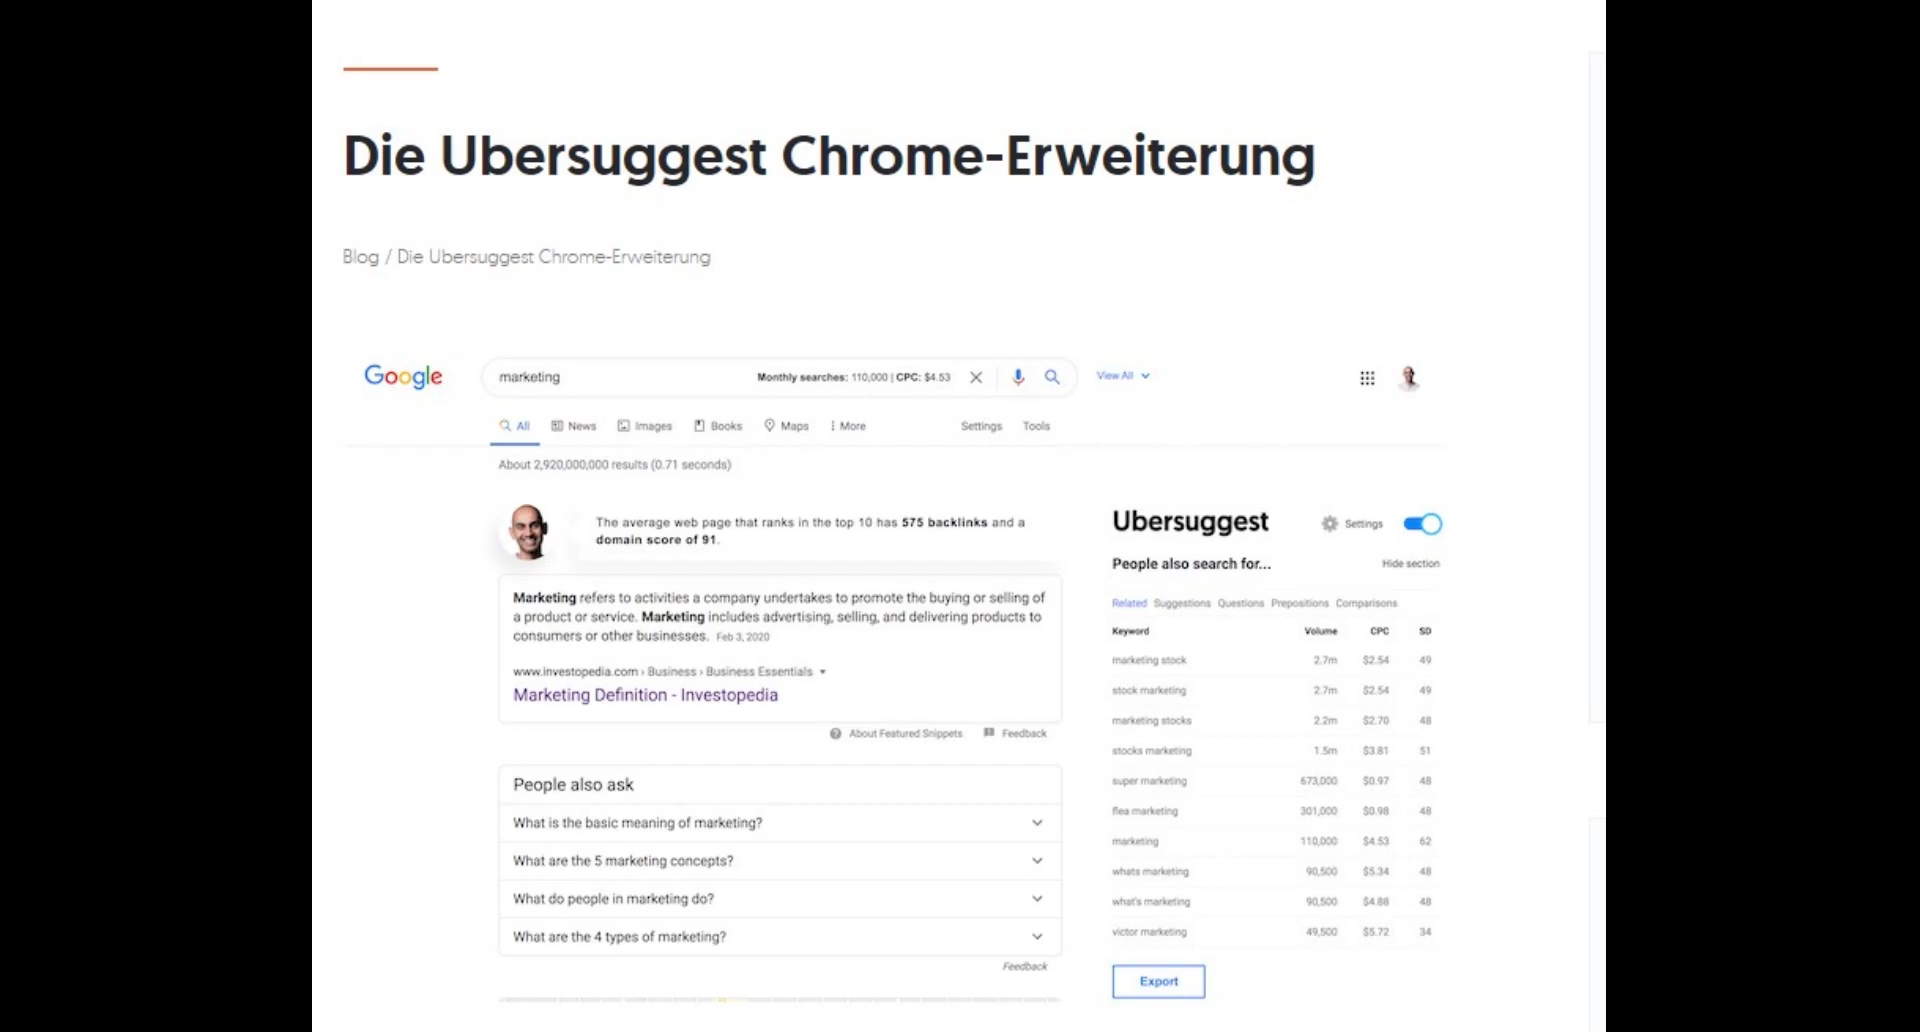 Die Ubersuggest Chrome-Erweiterung
Blog / Die Ubersuggest Chrome-Erweiterung
Google
marketing Monthly searches: 110,000 | CPC: $4.53
View All
All News Images Books Maps More Settings Tools
About 2,920,000,000 results (0.71 seconds)
The average web page that ranks in the top 10 has 575 backlinks and a
domain score of 91.
Marketing refers to activities a company undertakes to promote the buying or selling of
a product or service. Marketing includes advertising, selling, and delivering products to
consumers or other businesses. Feb 3, 2020
www.investopedia.com › Business › Business Essentials
Marketing Definition - Investopedia
About Featured Snippets Feedback
People also ask
What is the basic meaning of marketing?
What are the 5 marketing concepts?
What do people in marketing do?
What are the 4 types of marketing?
Feedback
Ubersuggest Settings
People also search for... Hide section
Related Suggestions Questions Prepositions Comparisons
Keyword Volume CPC SD
marketing stock 2.7m $2.54 49
stock marketing 2.7m $2.54 49
marketing stocks 2.2m $2.70 48
stocks marketing 1.5m $3.81 51
super marketing 673,000 $0.97 48
flea marketing 301,000 $0.98 48
marketing 110,000 $4.53 62
whats marketing 90,500 $5.34 48
what's marketing 90,500 $4.88 48
victor marketing 49,500 $5.72 34
Export